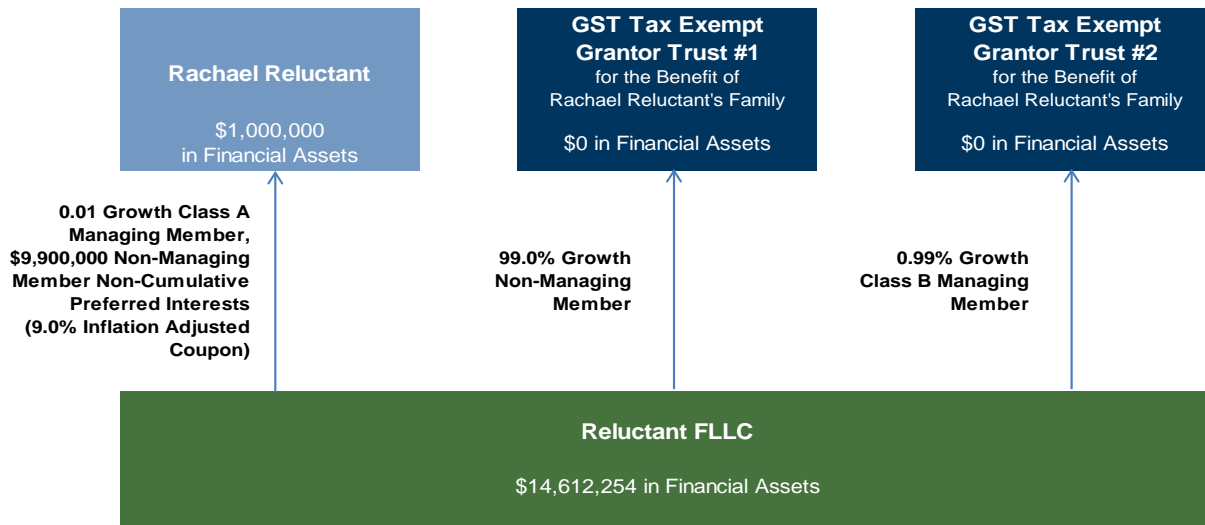 Rachael Reluctant
$1,000,000
in Financial Assets
GST Tax Exempt
Grantor Trust #1
for the Benefit of
Rachael Reluctant's Family
$0 in Financial Assets
GST Tax Exempt
Grantor Trust #2
for the Benefit of
Rachael Reluctant's Family
$0 in Financial Assets
0.01 Growth Class A
Managing Member,
$9,900,000 Non-Managing
Member Non-Cumulative
Preferred Interests
(9.0% Inflation Adjusted
Coupon)
99.0% Growth
Non-Managing
Member
0.99% Growth
Class B Managing
Member
Reluctant FLLC
$14,612,254 in Financial Assets